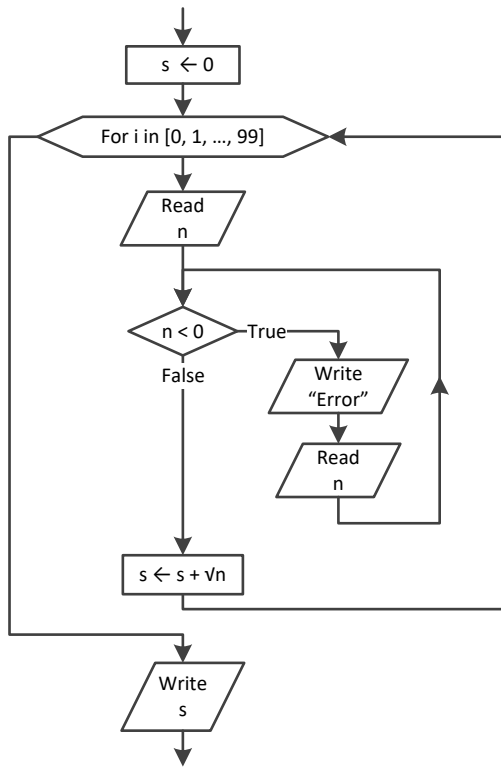 s ← 0
For i in [0, 1, …, 99]
Read
n
n < 0
True
False
Write
“Error”
Read
n
s ← s + √n
Write
s